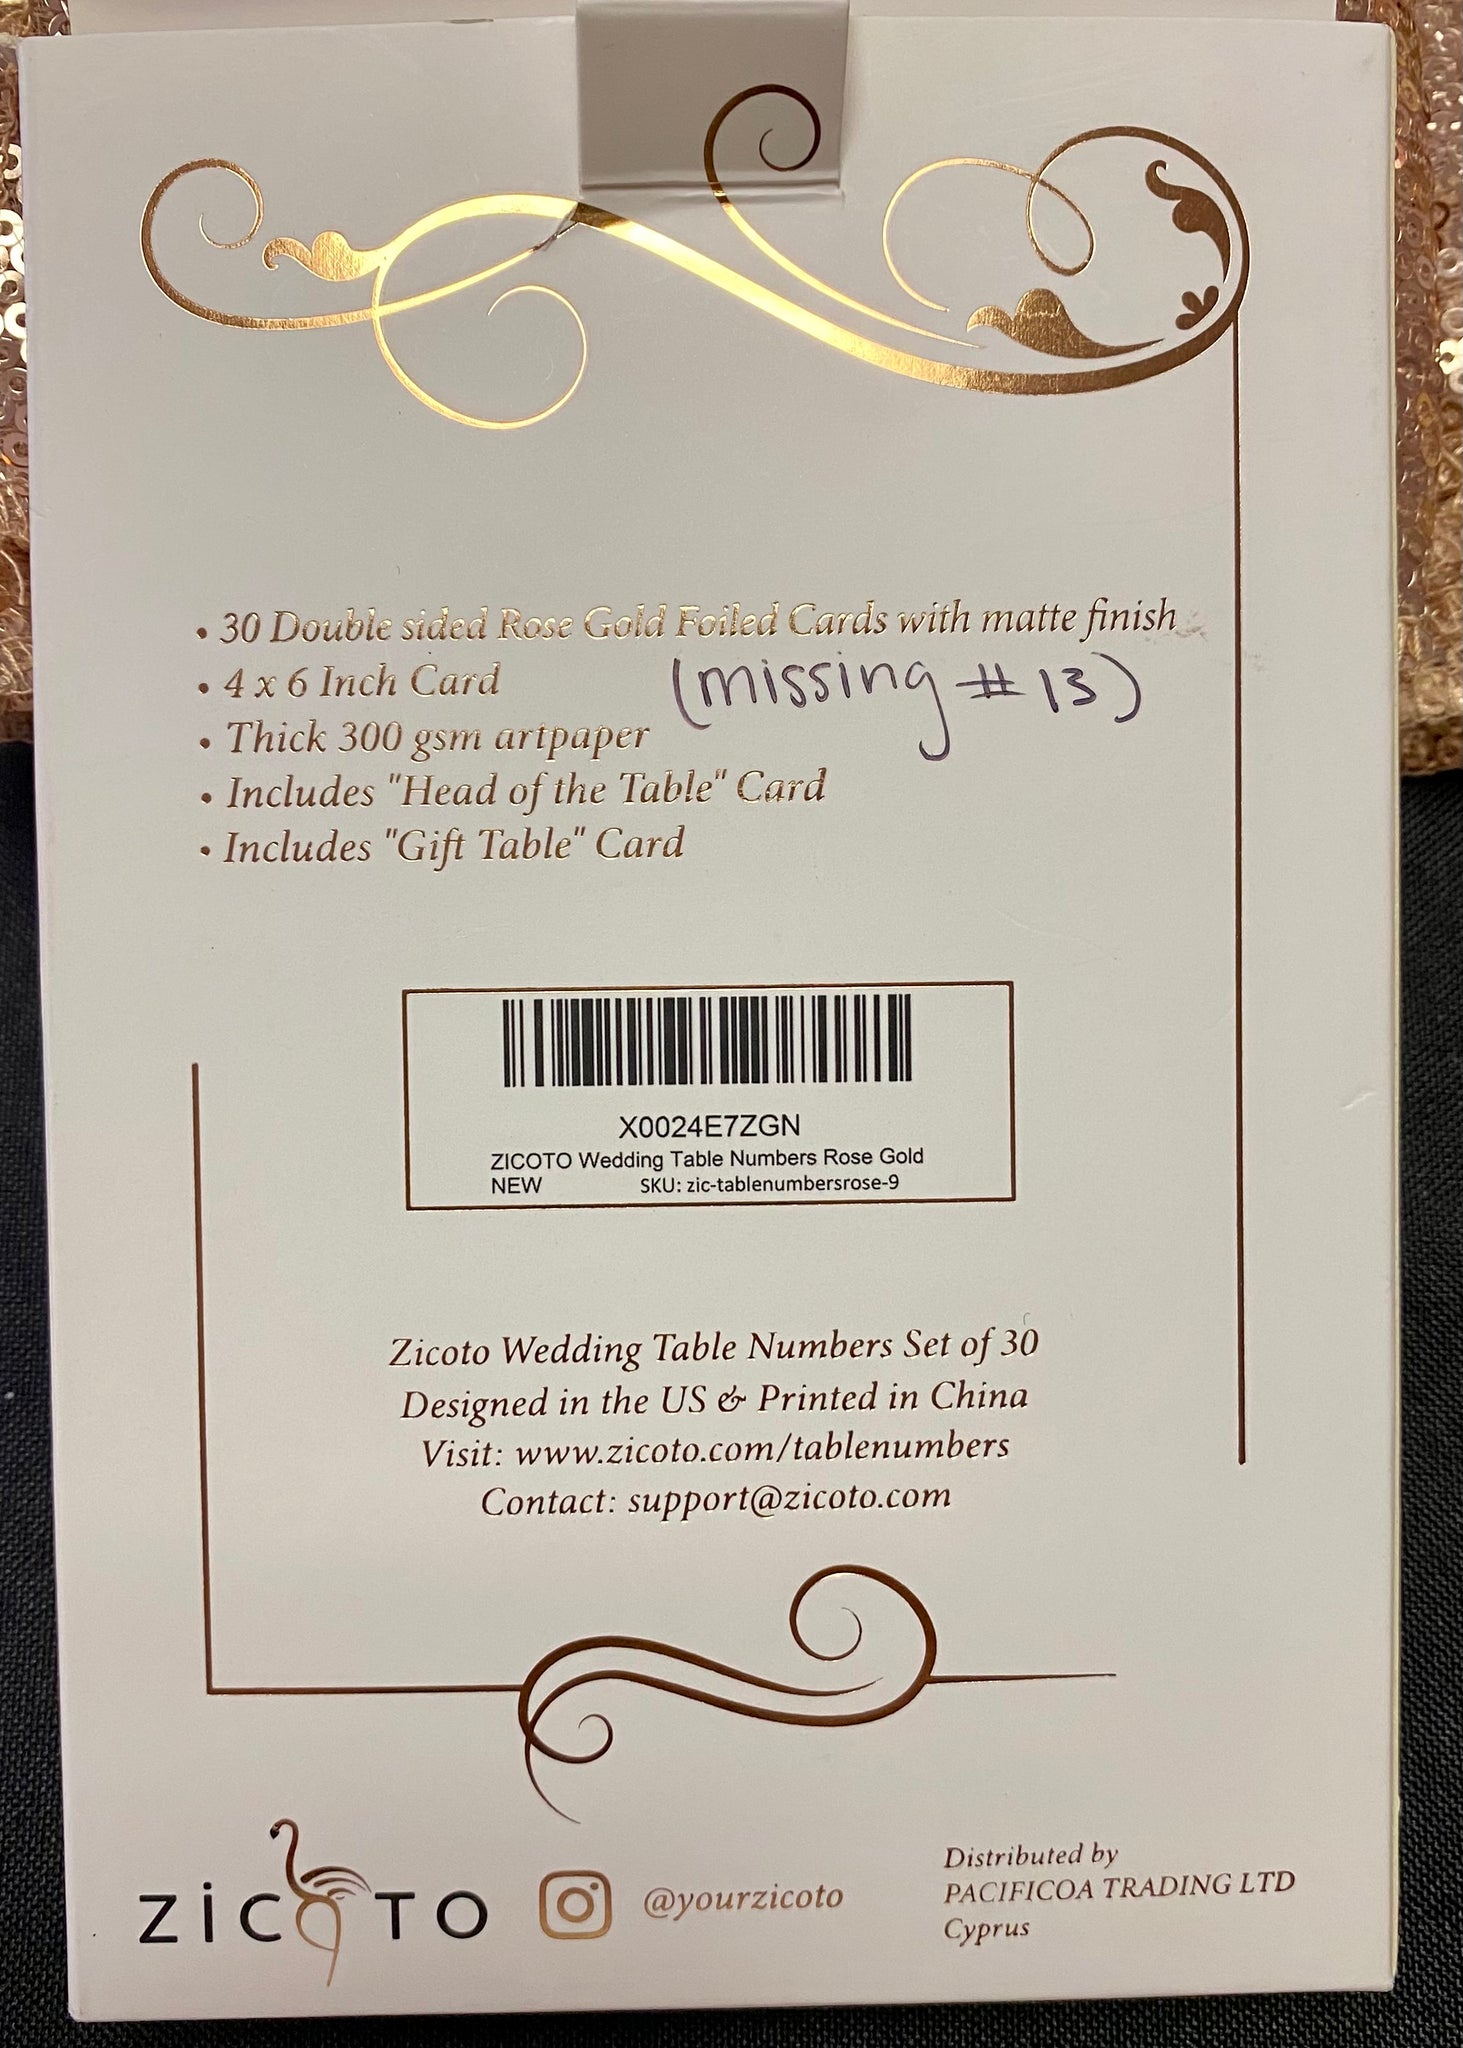 • 30 Double sided Rose Gold Foiled Cards with matte finish
• 4 x 6 Inch Card
(missing #13)
• Thick 300 gsm artpaper
• Includes "Head of the Table" Card
• Includes "Gift Table" Card
X0024E7ZGN
ZICOTO Wedding Table Numbers Rose Gold
NEW SKU: zic-tablenumbersrose-9
Zicoto Wedding Table Numbers Set of 30
Designed in the US & Printed in China
Visit: www.zicoto.com/tablenumbers
Contact: support@zicoto.com
ZiCOTO
@yourzicoto
Distributed by
PACIFICOA TRADING LTD
Cyprus